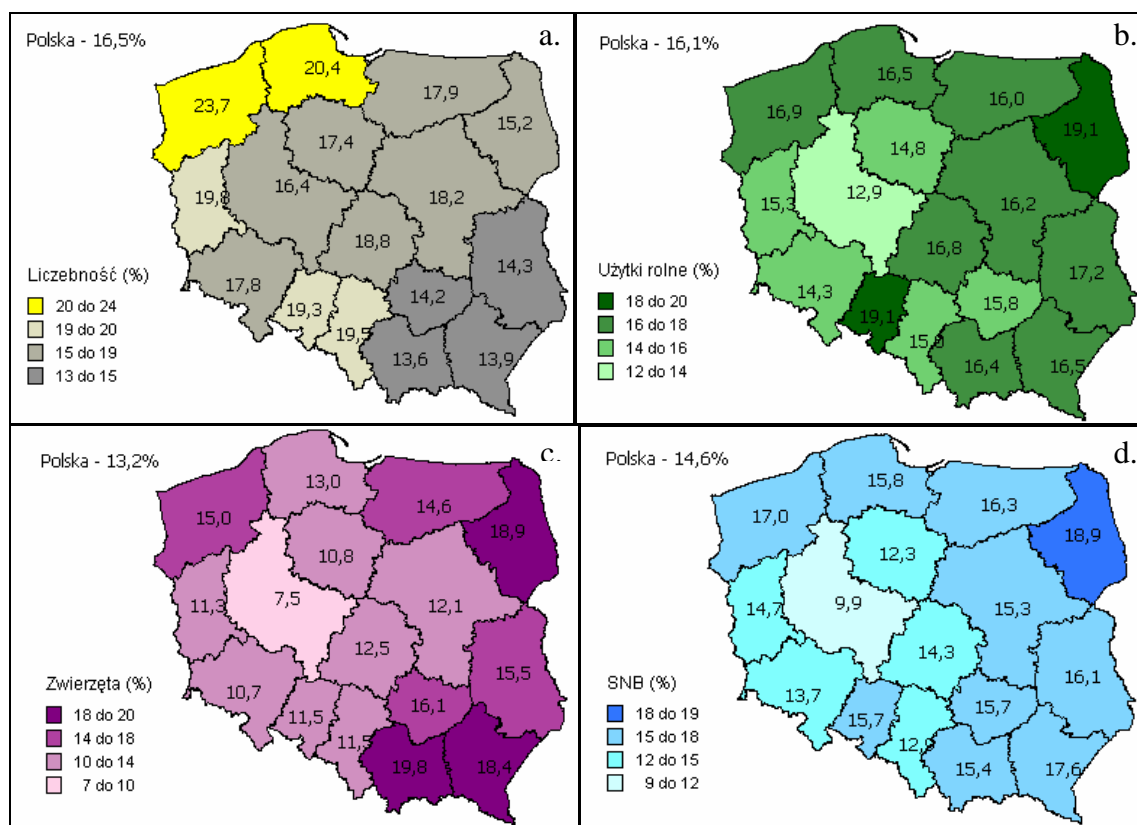 Polska - 16,5%
a.
20,4
23,7
17,9
15,2
17,4
16,4
19,8
18,2
18,8
14,3
17,8
14,2
19,3
19,5
13,6
13,9
Liczebność (%)
20 do 24
19 do 20
15 do 19
13 do 15
Polska - 16,1%
b.
16,5
16,9
16,0
19,1
14,8
12,9
15,3
16,2
16,8
17,2
14,3
15,8
19,1
16,4
16,5
Użytki rolne (%)
18 do 20
16 do 18
14 do 16
12 do 14
Polska - 13,2%
c.
13,0
15,0
14,6
18,9
10,8
7,5
11,3
12,1
12,5
15,5
10,7
16,1
11,5
11,5
19,8
18,4
Zwierzęta (%)
18 do 20
14 do 18
10 do 14
7 do 10
Polska - 14,6%
d.
15,8
17,0
16,3
18,9
12,3
9,9
14,7
15,3
14,3
16,1
13,7
15,7
15,7
15,4
17,6
SNB (%)
18 do 19
15 do 18
12 do 15
9 do 12